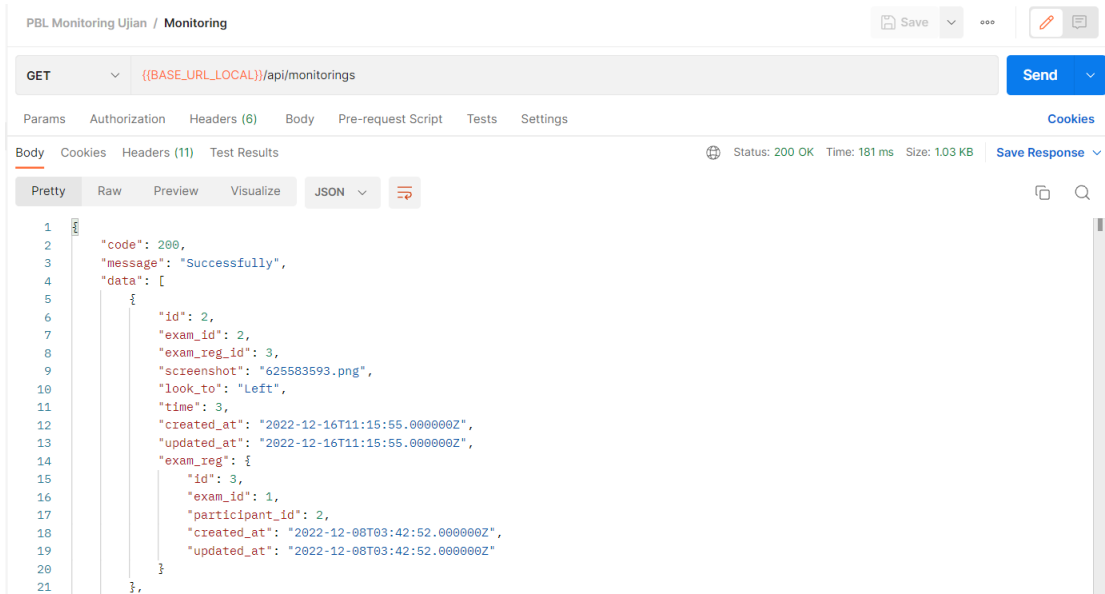 PBL Monitoring Ujian / Monitoring
Save
GET {{BASE_URL_LOCAL}}/api/monitorings Send
Params Authorization Headers (6) Body Pre-request Script Tests Settings Cookies
Body Cookies Headers (11) Test Results Status: 200 OK Time: 181 ms Size: 1.03 KB Save Response
Pretty Raw Preview Visualize JSON
1 {
2 "code": 200,
3 "message": "Successfully",
4 "data": [
5 {
6 "id": 2,
7 "exam_id": 2,
8 "exam_reg_id": 3,
9 "screenshot": "625583593.png",
10 "look_to": "Left",
11 "time": 3,
12 "created_at": "2022-12-16T11:15:55.000000Z",
13 "updated_at": "2022-12-16T11:15:55.000000Z",
14 "exam_reg": {
15 "id": 3,
16 "exam_id": 1,
17 "participant_id": 2,
18 "created_at": "2022-12-08T03:42:52.000000Z",
19 "updated_at": "2022-12-08T03:42:52.000000Z"
20 }
21 },